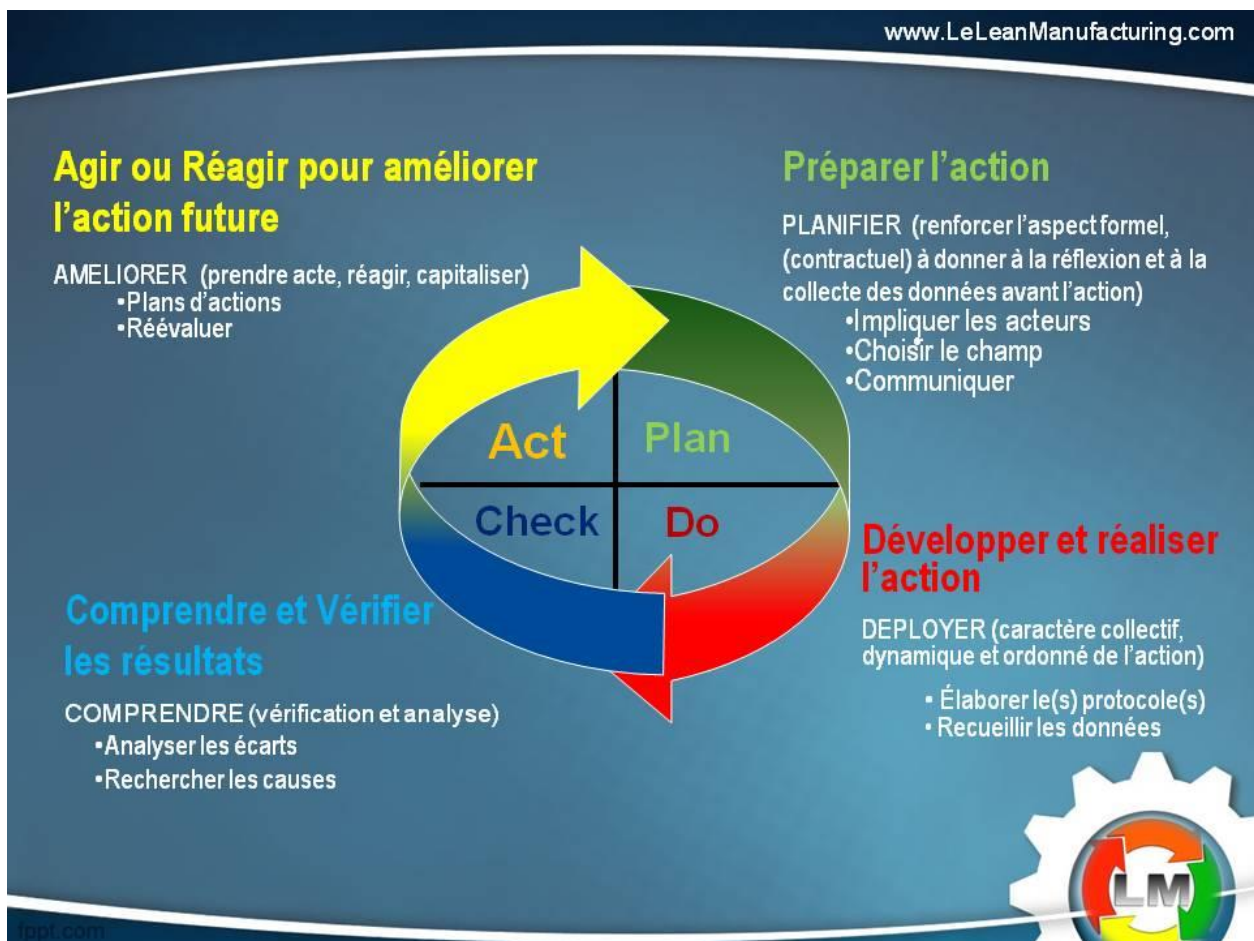 www.LeLeanManufacturing.com
Agir ou Réagir pour améliorer
l'action future
AMELIORER (prendre acte, réagir, capitaliser)
•Plans d'actions
•Réévaluer
Préparer l'action
PLANIFIER (renforcer l'aspect formel,
(contractuel) à donner à la réflexion et à la
collecte des données avant l'action)
•Impliquer les acteurs
•Choisir le champ
•Communiquer
Act
Plan
Check
Do
Développer et réaliser
l'action
DEPLOYER (caractère collectif,
dynamique et ordonné de l'action)
• Élaborer le(s) protocole(s)
• Recueillir les données
Comprendre et Vérifier
les résultats
COMPRENDRE (vérification et analyse)
•Analyser les écarts
•Rechercher les causes
LM
fppt.com